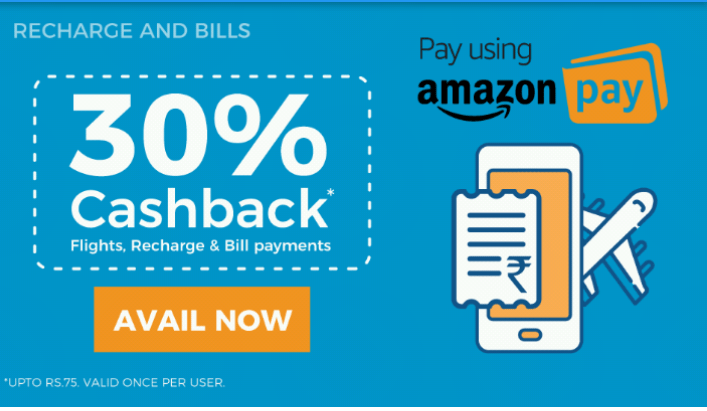 RECHARGE AND BILLS
30%
Cashback*
Flights, Recharge & Bill payments
AVAIL NOW
*UPTO RS.75. VALID ONCE PER USER.
Pay using
amazon pay
₹